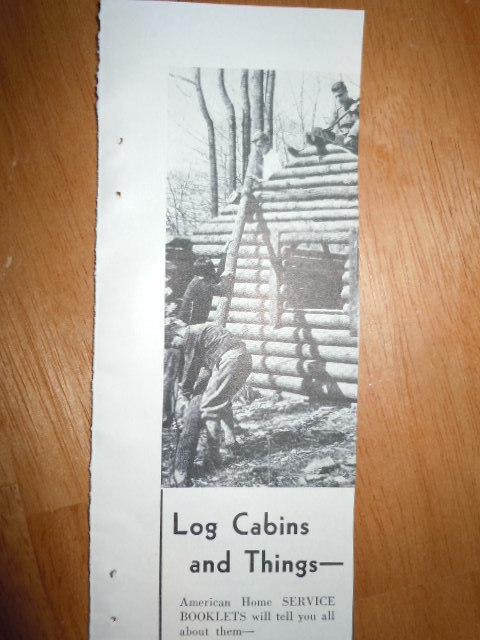 Log Cabins
and Things—
American Home SERVICE
BOOKLETS will tell you all
about them—